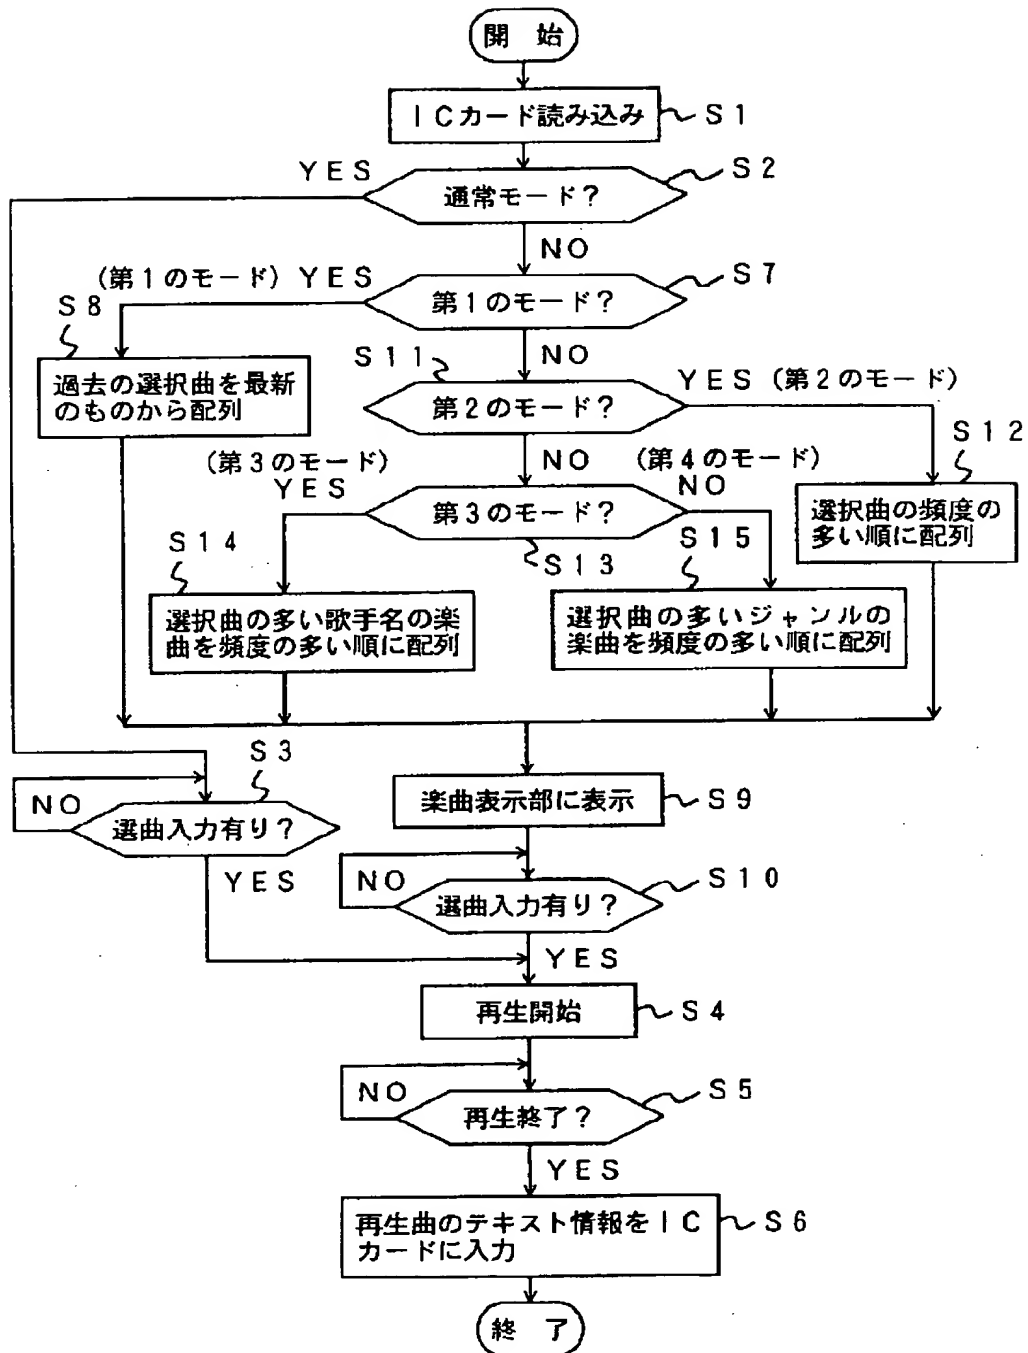 開 始
ICカード読み込み
S1
YES
S2
通常モード?
NO
(第1のモード) YES
S7
S8
第1のモード?
過去の選択曲を最新
のものから配列
S11
NO
YES (第2のモード)
第2のモード?
S12
(第3のモード)
YES
NO
(第4のモード)
NO
選択曲の頻度の
多い順に配列
第3のモード?
S14
S13
S15
選択曲の多い歌手名の楽
曲を頻度の多い順に配列
選択曲の多いジャンルの
楽曲を頻度の多い順に配列
S3
NO
選曲入力有り?
YES
楽曲表示部に表示
S9
NO
S10
選曲入力有り?
YES
再生開始
S4
NO
S5
再生終了?
YES
再生曲のテキスト情報をIC
カードに入力
S6
終 了